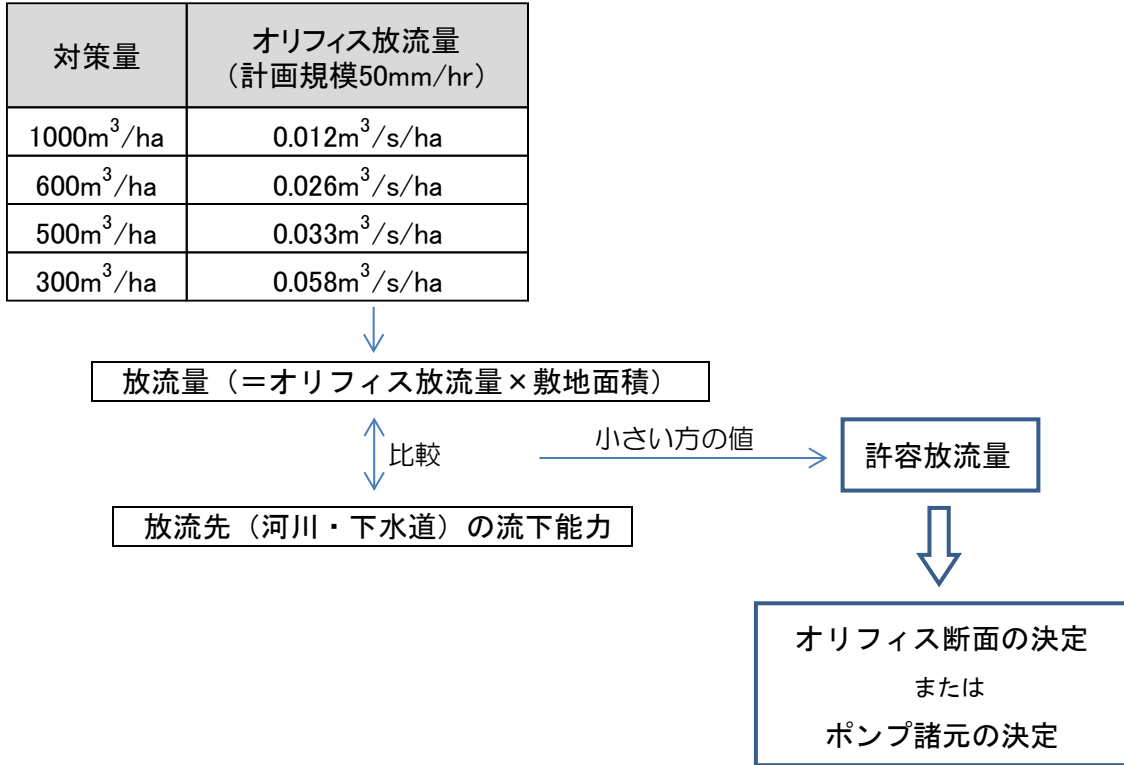 対策量
オリフィス放流量
（計画規模50mm/hr）
1000m³/ha
0.012m³/s/ha
600m³/ha
0.026m³/s/ha
500m³/ha
0.033m³/s/ha
300m³/ha
0.058m³/s/ha
放流量（＝オリフィス放流量×敷地面積）
比較
小さい方の値
許容放流量
放流先（河川・下水道）の流下能力
オリフィス断面の決定
または
ポンプ諸元の決定